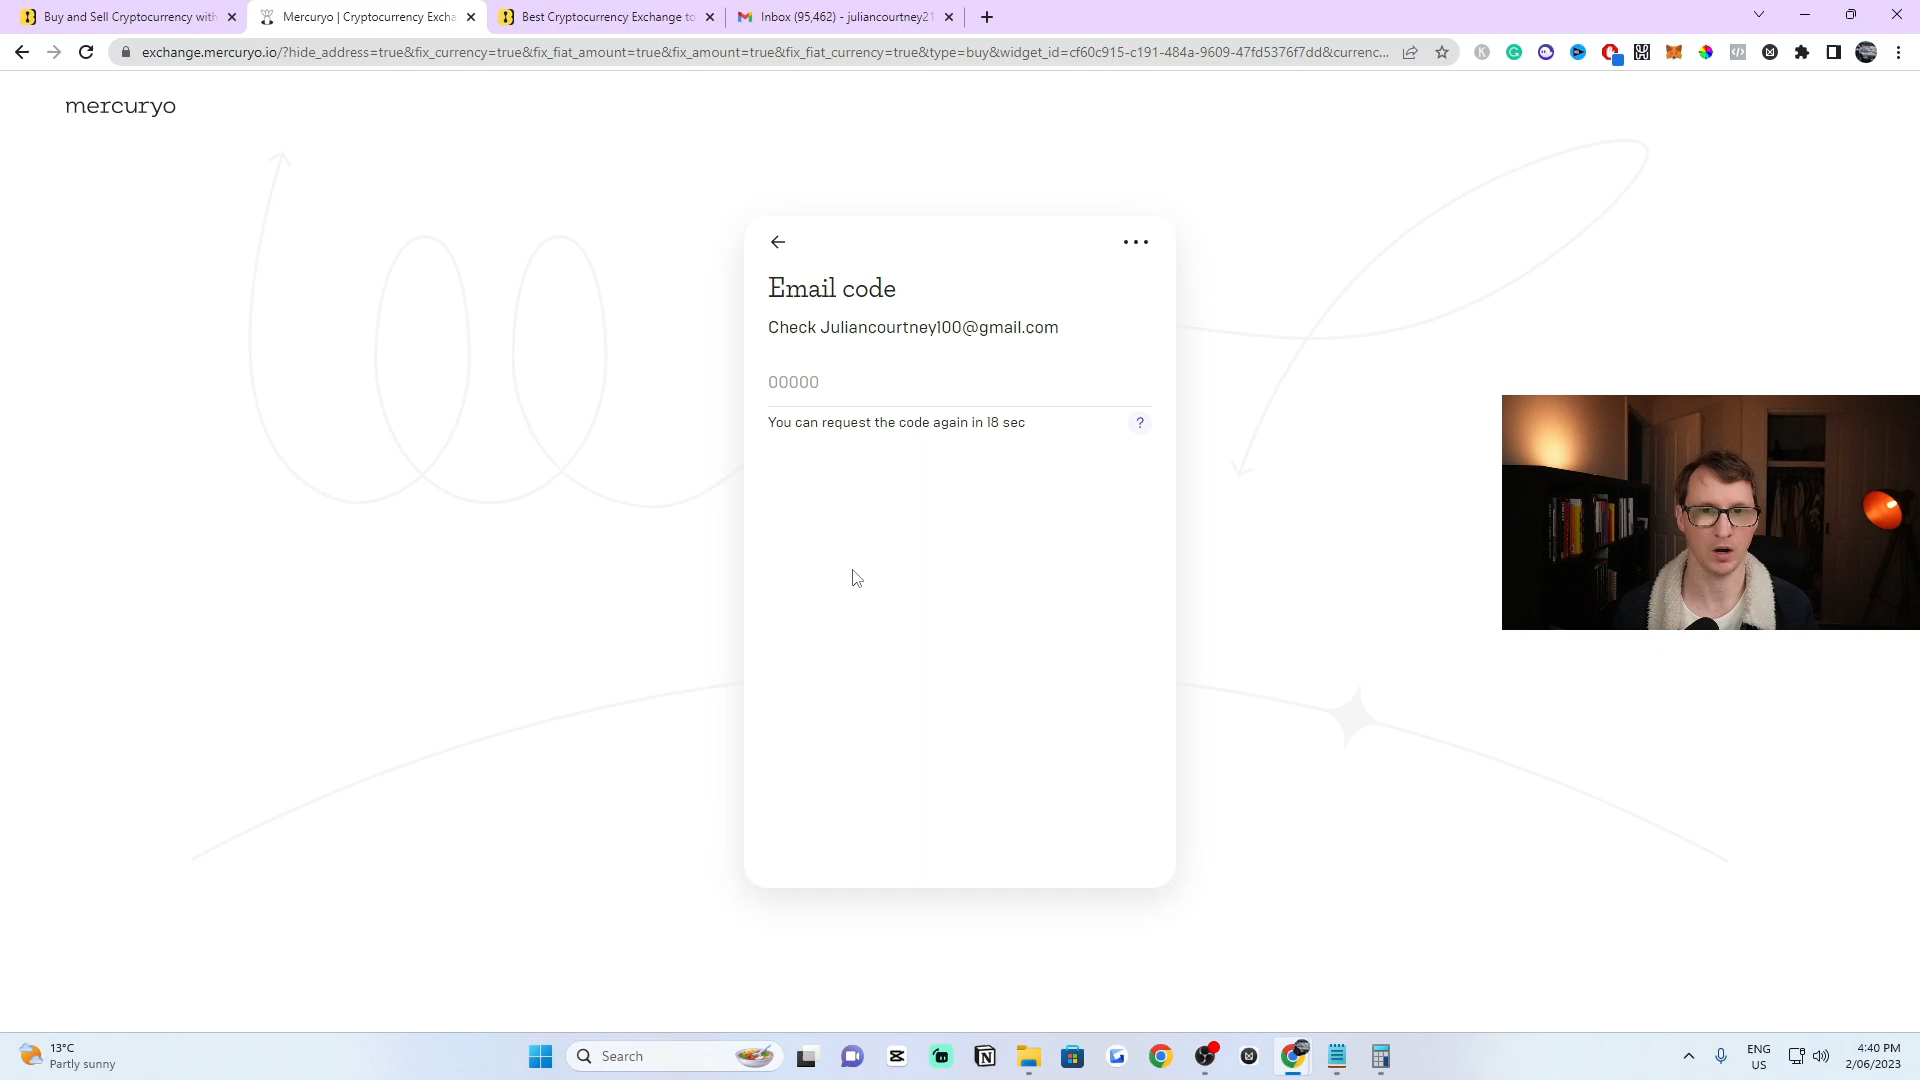 Buy and Sell Cryptocurrency with
Mercuryo | Cryptocurrency Excha
Best Cryptocurrency Exchange to
Inbox (95,462) - juliancourtney21
exchange.mercuryo.io/?hide_address=true&fix_currency=true&fix_fiat_amount=true&fix_amount=true&fix_fiat_currency=true&type=buy&widget_id=cf60c915-c191-484a-9609-47fd5376f7dd&currenc...
mercuryo
Email code
Check Juliancourtney100@gmail.com
00000
You can request the code again in 18 sec
?
13°C
Partly sunny
Search
ENG
US
4:40 PM
2/06/2023